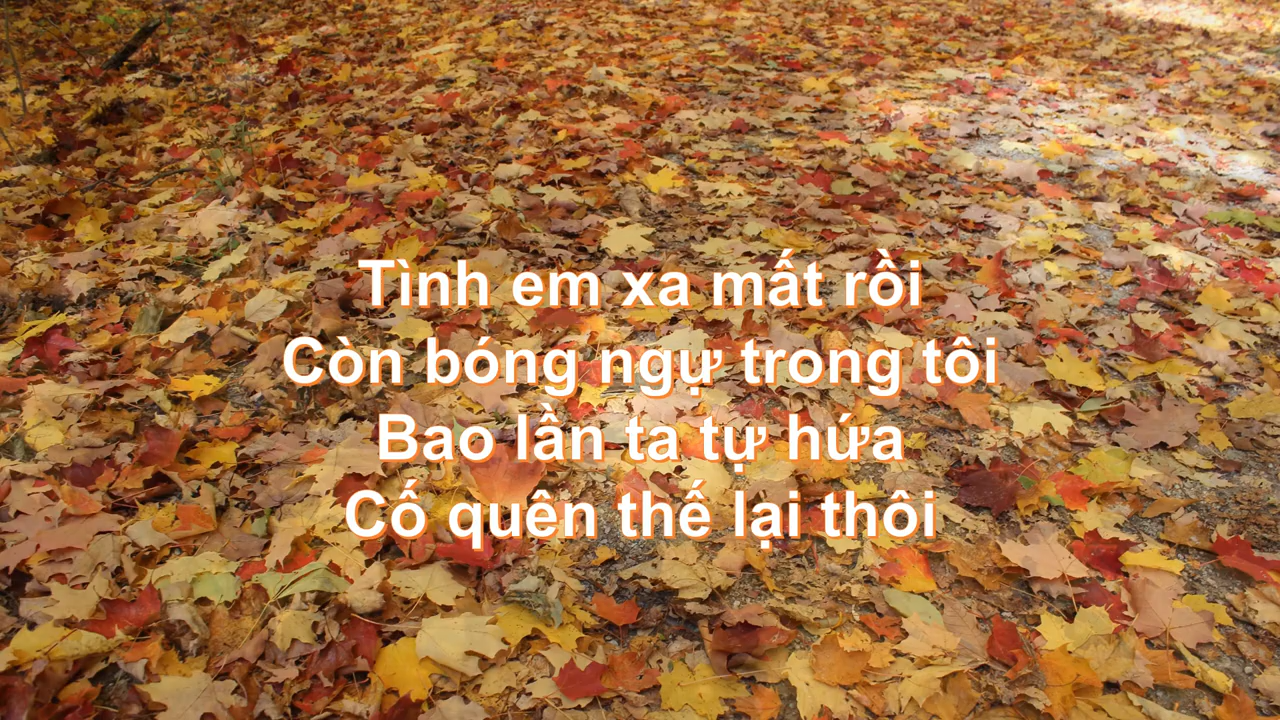 Tình em xa mất rồi
Còn bóng ngự trong tôi
Bao lần ta tự hứa
Cố quên thế lại thôi